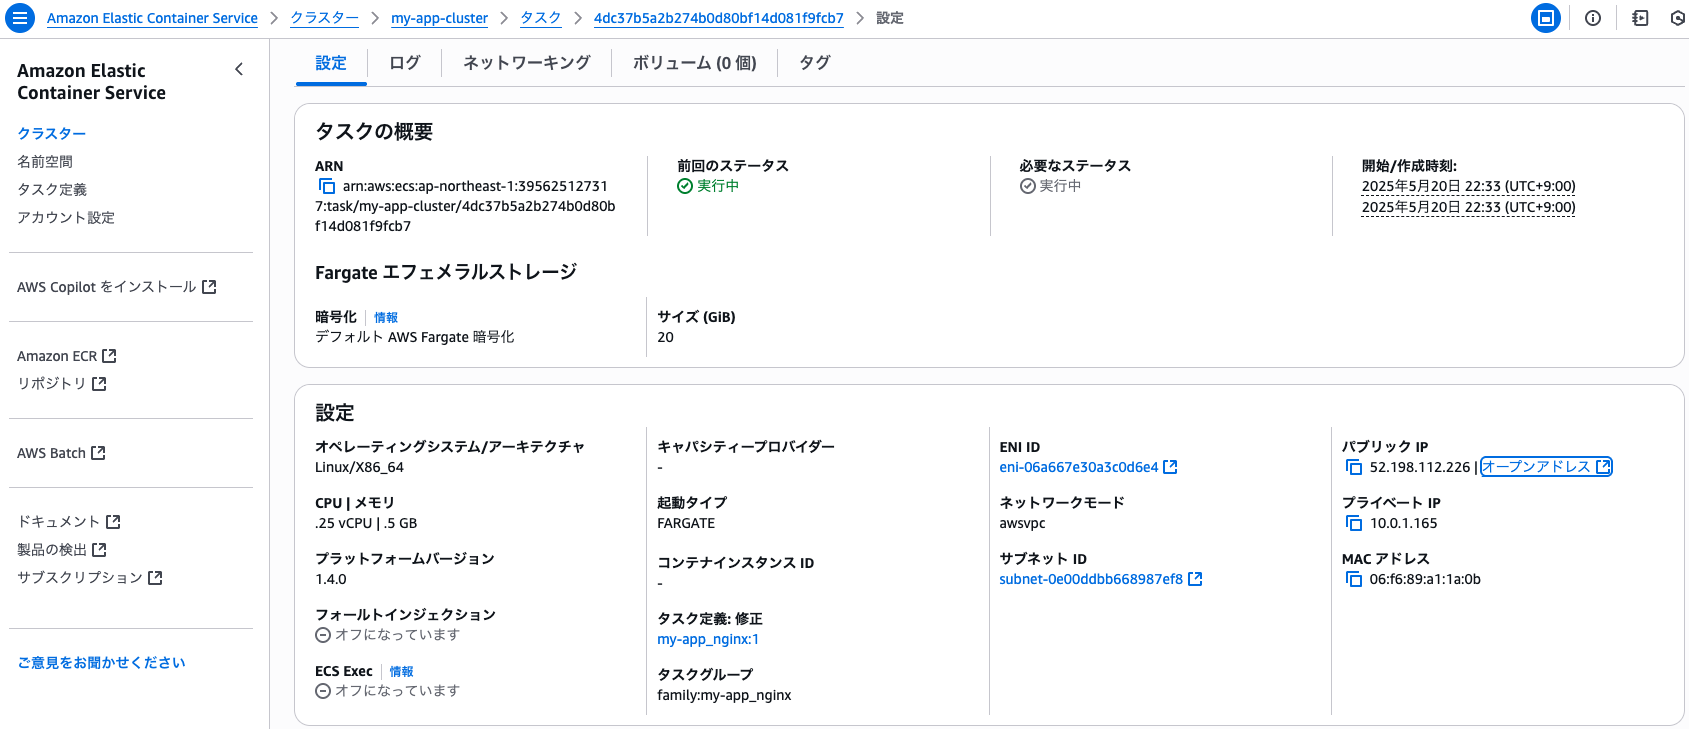 Amazon Elastic Container Service
クラスター
my-app-cluster
タスク
4dc37b5a2b274b0d80bf14d081f9fcb7
設定
Amazon Elastic
Container Service
クラスター
名前空間
タスク定義
アカウント設定
AWS Copilot をインストール
Amazon ECR
リポジトリ
AWS Batch
ドキュメント
製品の検出
サブスクリプション
ご意見をお聞かせください
設定
ログ
ネットワーキング
ボリューム (0 個)
タグ
タスクの概要
ARN
arn:aws:ecs:ap-northeast-1:39562512731
7:task/my-app-cluster/4dc37b5a2b274b0d80b
f14d081f9fcb7
前回のステータス
実行中
必要なステータス
実行中
開始/作成時刻:
2025年5月20日 22:33 (UTC+9:00)
2025年5月20日 22:33 (UTC+9:00)
Fargate エフェメラルストレージ
暗号化
情報
デフォルト AWS Fargate 暗号化
サイズ (GiB)
20
設定
オペレーティングシステム/アーキテクチャ
Linux/X86_64
CPU | メモリ
.25 vCPU | .5 GB
プラットフォームバージョン
1.4.0
フォールトインジェクション
オフになっています
ECS Exec
情報
オフになっています
キャパシティープロバイダー
-
起動タイプ
FARGATE
コンテナインスタンス ID
-
タスク定義: 修正
my-app_nginx:1
タスクグループ
family:my-app_nginx
ENI ID
eni-06a667e30a3c0d6e4
ネットワークモード
awsvpc
サブネット ID
subnet-0e00ddbb668987ef8
パブリック IP
52.198.112.226 | オープンアドレス
プライベート IP
10.0.1.165
MAC アドレス
06:f6:89:a1:1a:0b